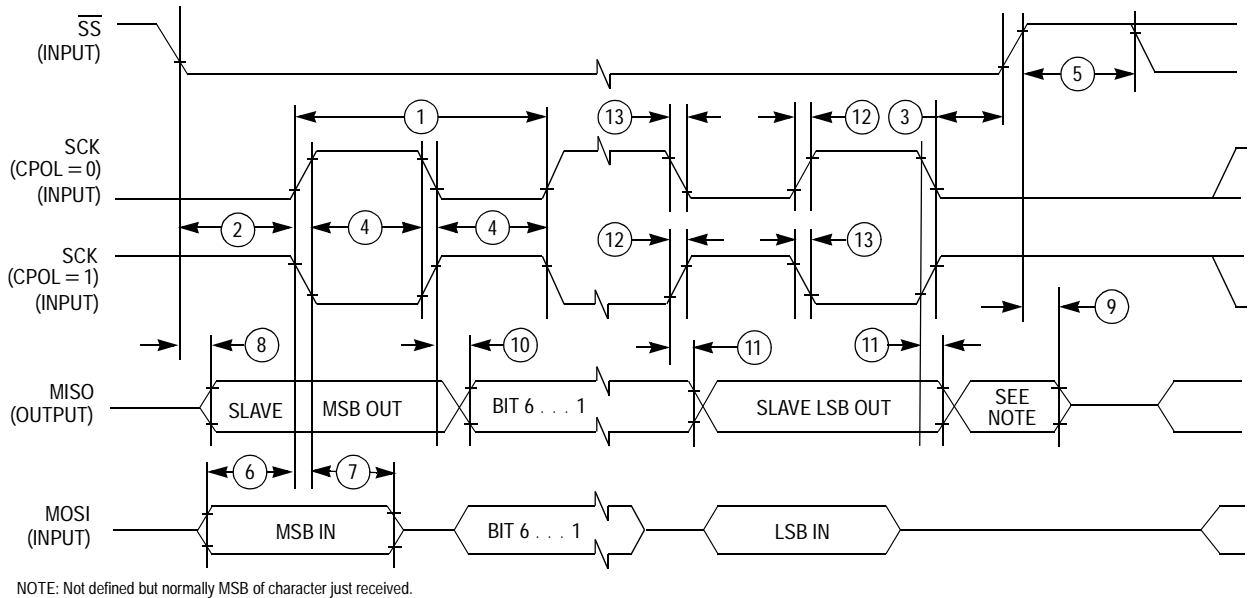 SS
(INPUT)
5
1
13
12
3
SCK
(CPOL = 0)
(INPUT)
2
4
4
12
13
SCK
(CPOL = 1)
(INPUT)
9
8
10
11
11
MISO
(OUTPUT)
SLAVE
MSB OUT
BIT 6 . . . 1
SLAVE LSB OUT
SEE
NOTE
6
7
MOSI
(INPUT)
MSB IN
BIT 6 . . . 1
LSB IN
NOTE: Not defined but normally MSB of character just received.